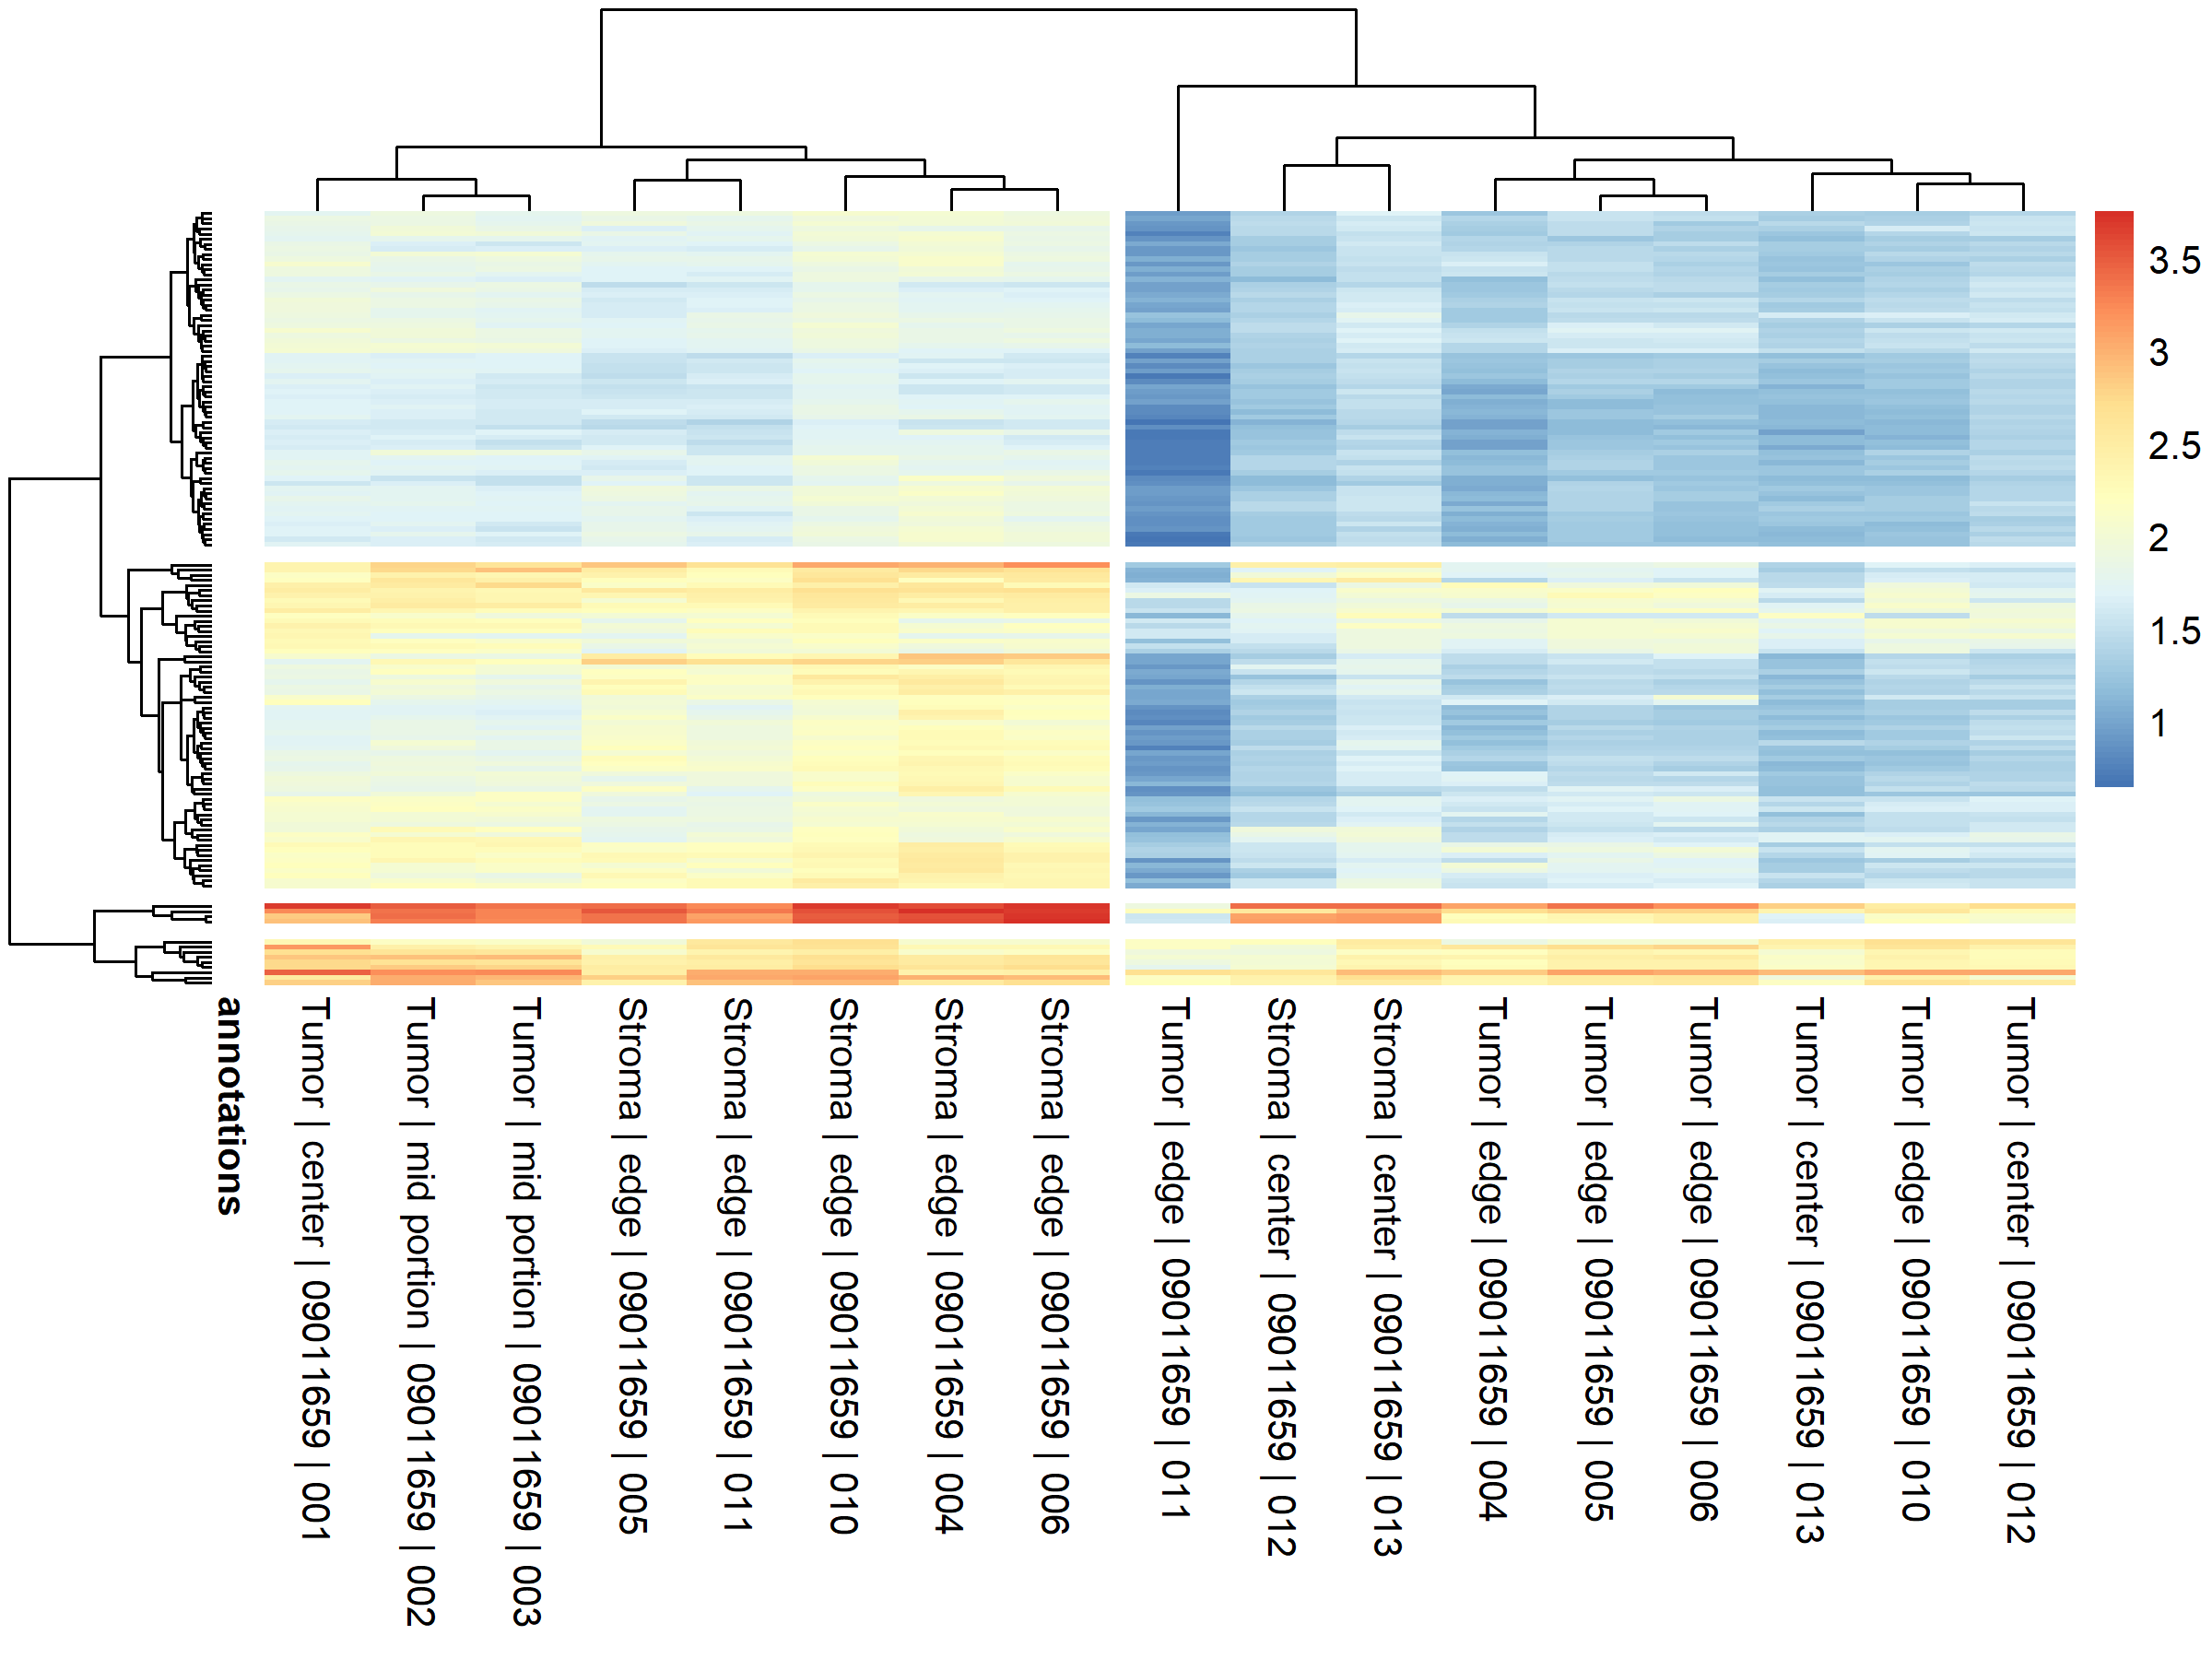 3.5
3
2.5
2
1.5
1
annotations
Tumor | center | 09011659 | 001
Tumor | mid portion | 09011659 | 002
Tumor | mid portion | 09011659 | 003
Stroma | edge | 09011659 | 005
Stroma | edge | 09011659 | 011
Stroma | edge | 09011659 | 010
Stroma | edge | 09011659 | 004
Stroma | edge | 09011659 | 006
Tumor | edge | 09011659 | 011
Stroma | center | 09011659 | 012
Stroma | center | 09011659 | 013
Tumor | edge | 09011659 | 004
Tumor | edge | 09011659 | 005
Tumor | edge | 09011659 | 006
Tumor | center | 09011659 | 013
Tumor | edge | 09011659 | 010
Tumor | center | 09011659 | 012